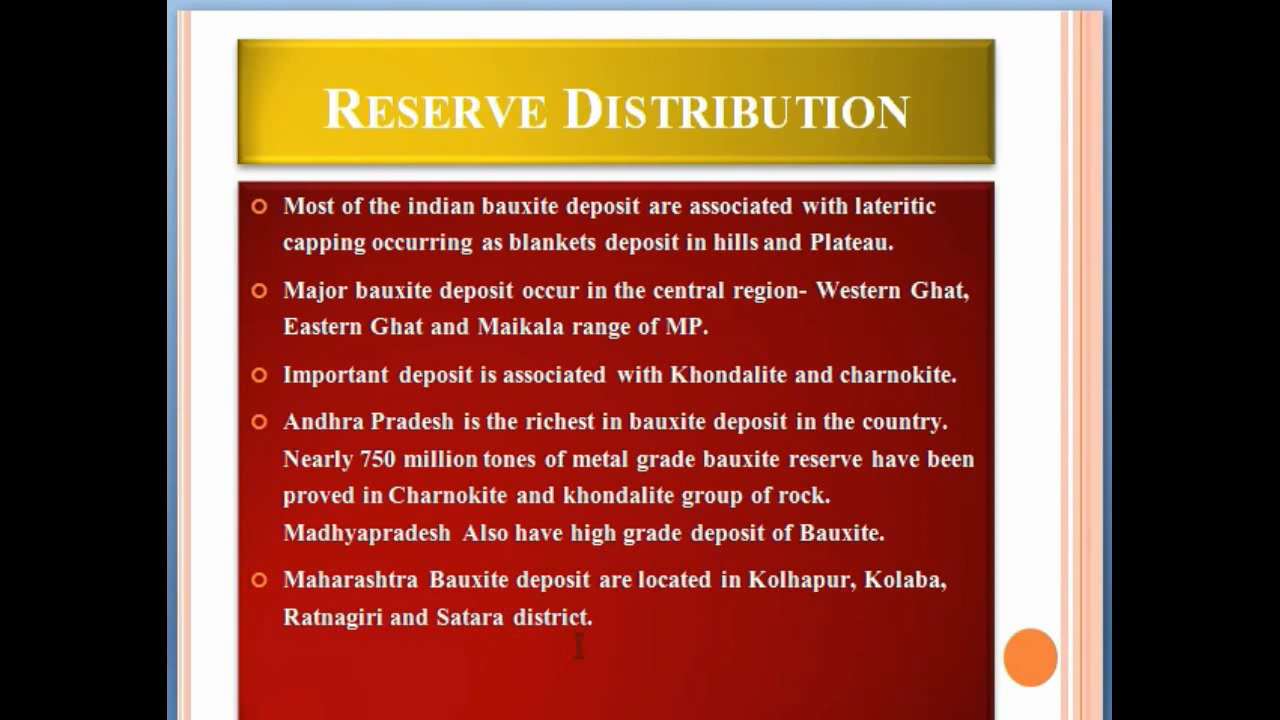 RESERVE DISTRIBUTION
Most of the indian bauxite deposit are associated with lateritic
capping occurring as blankets deposit in hills and Plateau.
Major bauxite deposit occur in the central region- Western Ghat,
Eastern Ghat and Maikala range of MP.
Important deposit is associated with Khondalite and charnokite.
Andhra Pradesh is the richest in bauxite deposit in the country.
Nearly 750 million tones of metal grade bauxite reserve have been
proved in Charnokite and khondalite group of rock.
Madhyapradesh Also have high grade deposit of Bauxite.
Maharashtra Bauxite deposit are located in Kolhapur, Kolaba,
Ratnagiri and Satara district.